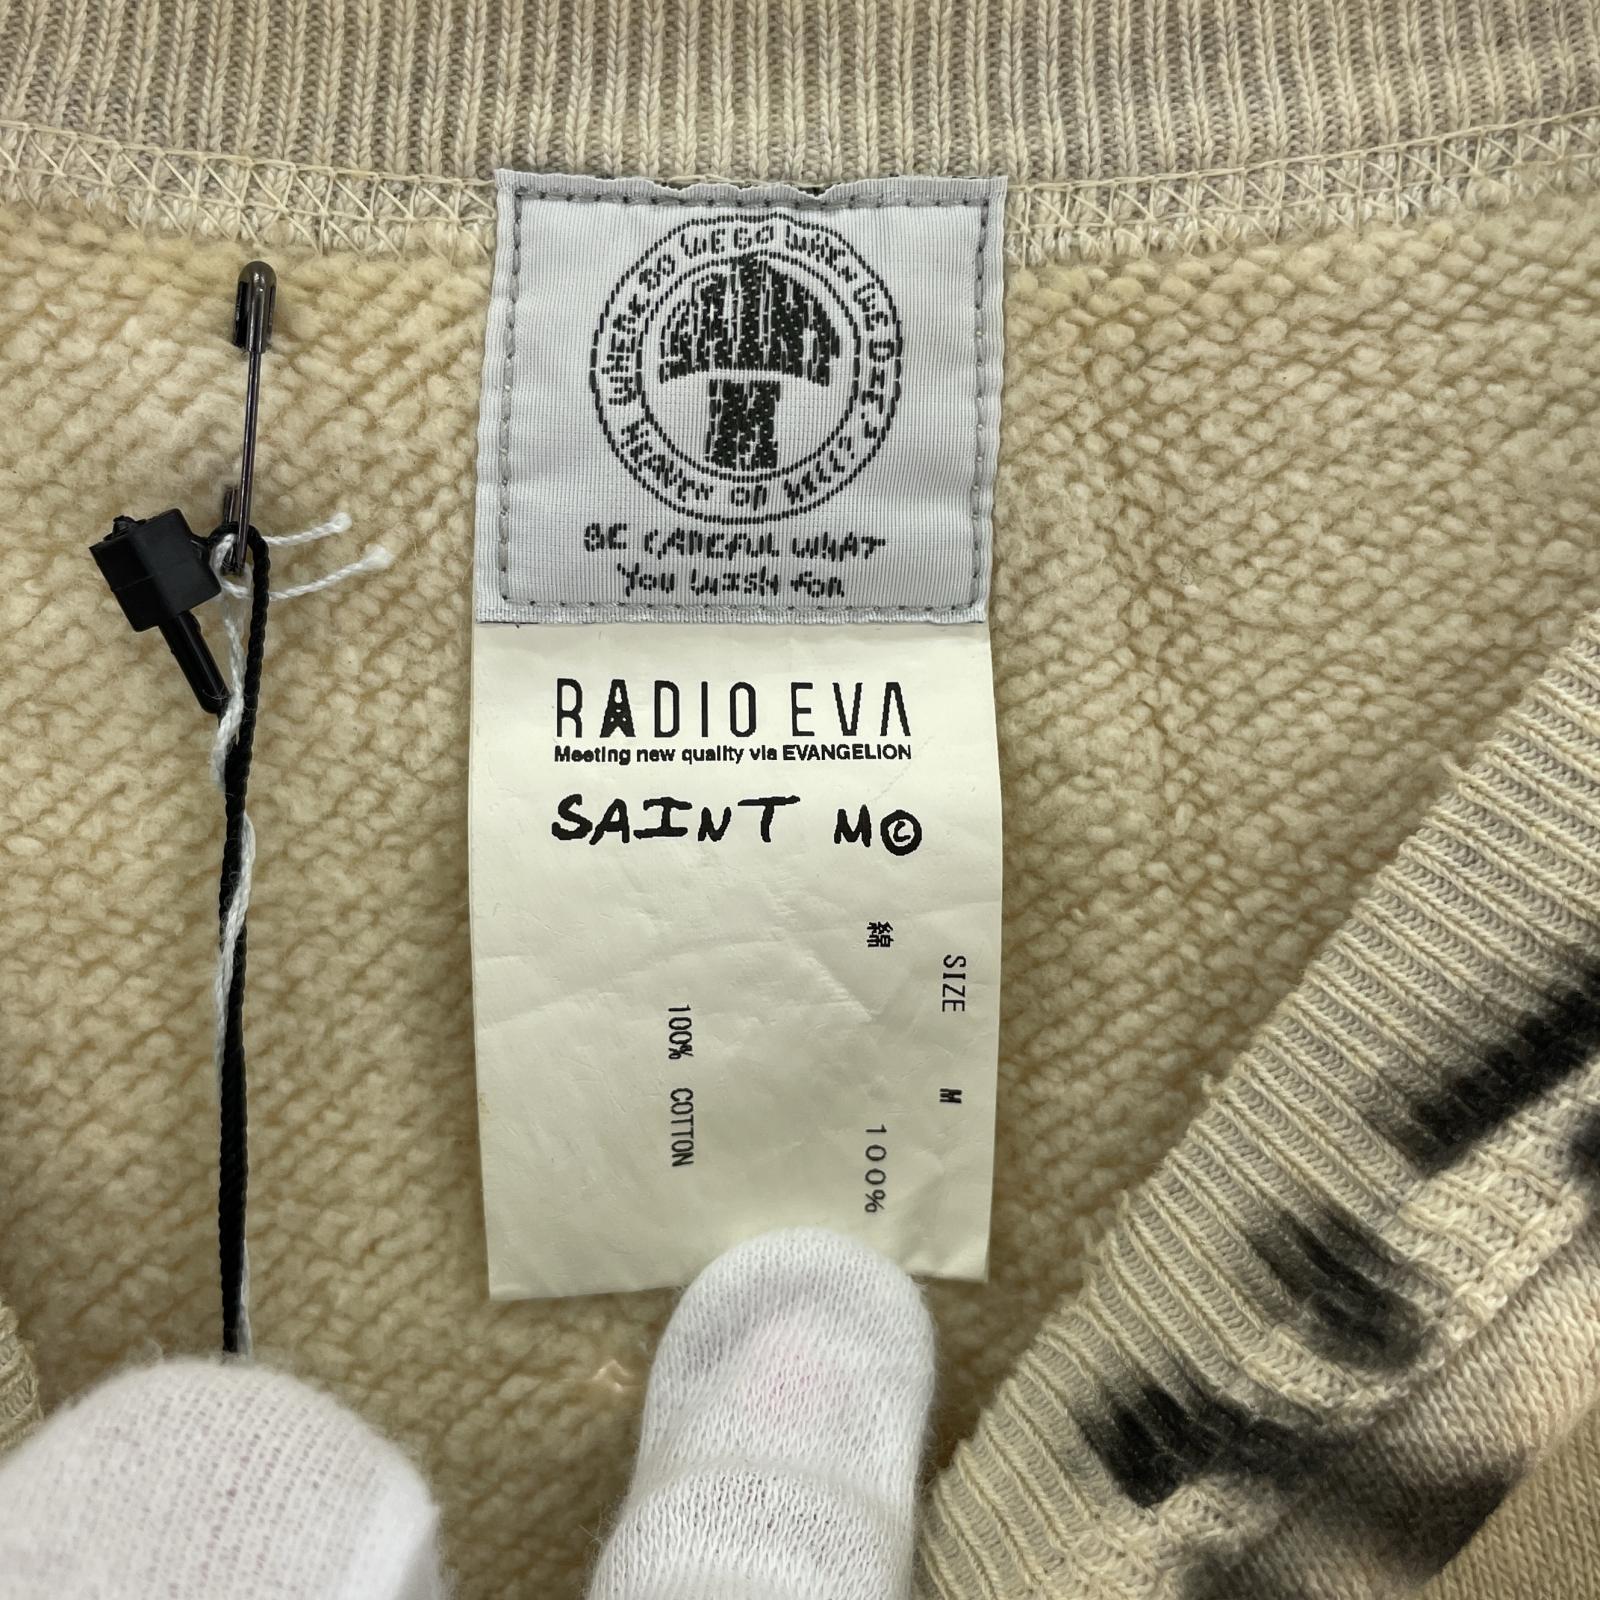 WHERE DO WE GO WHEN WE DIE?
HEAVEN OR HELL?
SAINT
M
BE CAREFUL WHAT
YOU WISH FOR
RADIO EVA
Meeting new quality via EVANGELION
SAINT M©
SIZE M
綿 100%
100% COTTON